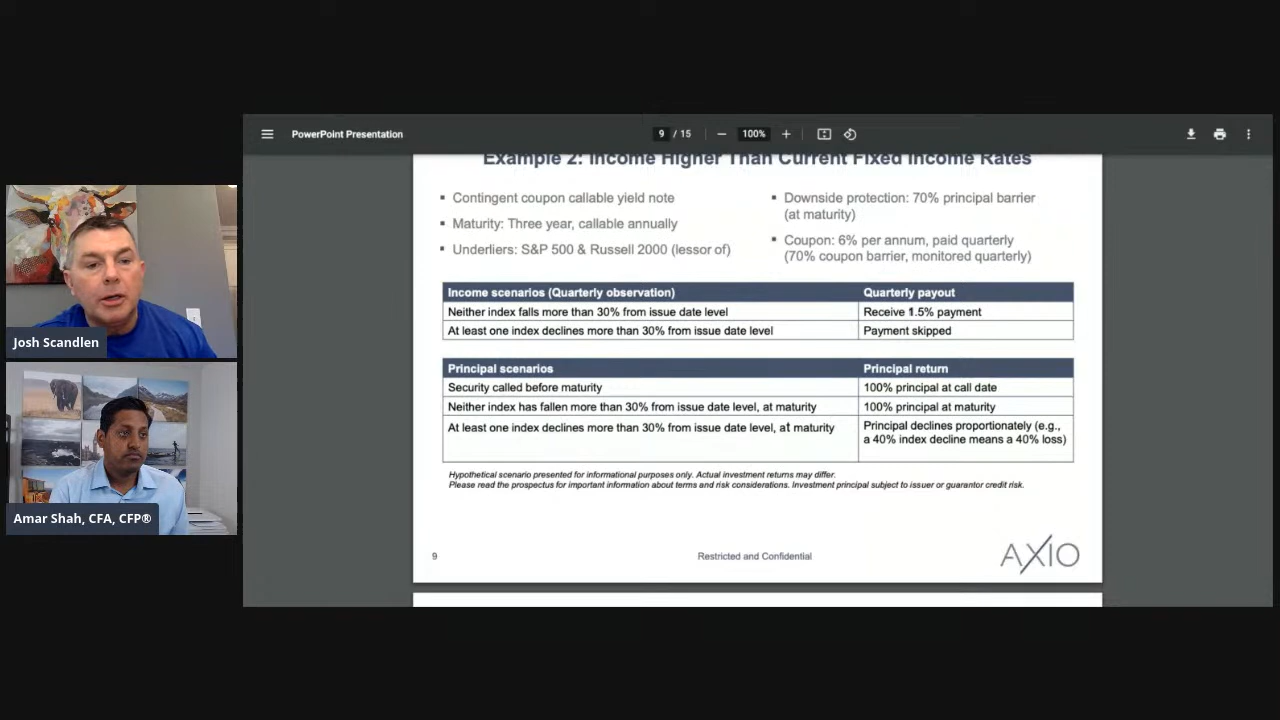 PowerPoint Presentation
9 / 15
100%
Example 2: Income Higher Than Current Fixed Income Rates
▪ Contingent coupon callable yield note
▪ Maturity: Three year, callable annually
▪ Underliers: S&P 500 & Russell 2000 (lessor of)
▪ Downside protection: 70% principal barrier
(at maturity)
▪ Coupon: 6% per annum, paid quarterly
(70% coupon barrier, monitored quarterly)
Income scenarios (Quarterly observation) Quarterly payout
Neither index falls more than 30% from issue date level Receive 1.5% payment
At least one index declines more than 30% from issue date level Payment skipped
Principal scenarios Principal return
Security called before maturity 100% principal at call date
Neither index has fallen more than 30% from issue date level, at maturity 100% principal at maturity
At least one index declines more than 30% from issue date level, at maturity Principal declines proportionately (e.g.,
a 40% index decline means a 40% loss)
Hypothetical scenario presented for informational purposes only. Actual investment returns may differ.
Please read the prospectus for important information about terms and risk considerations. Investment principal subject to issuer or guarantor credit risk.
9
Restricted and Confidential
AXIO
Josh Scandlen
Amar Shah, CFA, CFP®